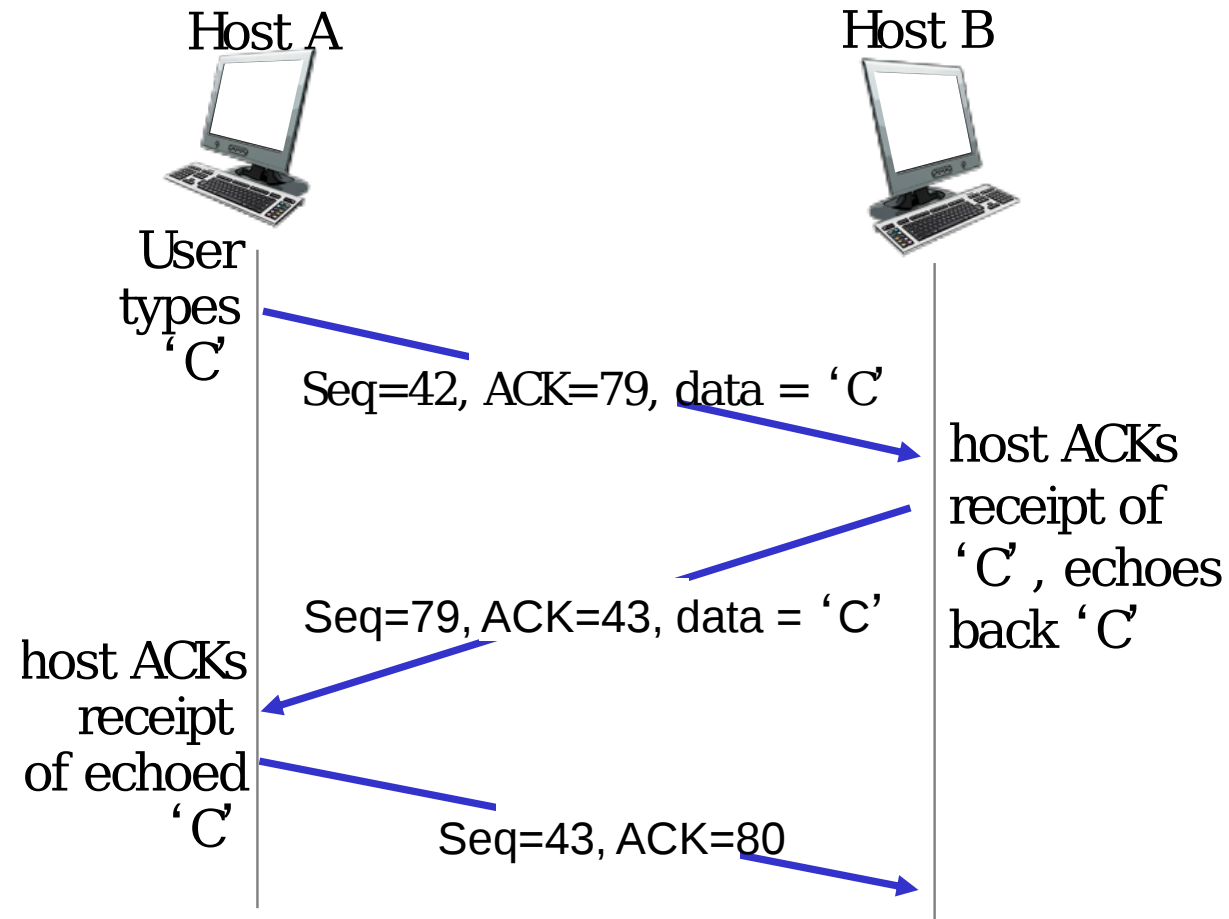 Host A
Host B
User
types
‘C’
Seq=42, ACK=79, data = ‘C’
host ACKs
receipt of
‘C’, echoes
back ‘C’
Seq=79, ACK=43, data = ‘C’
host ACKs
receipt
of echoed
‘C’
Seq=43, ACK=80